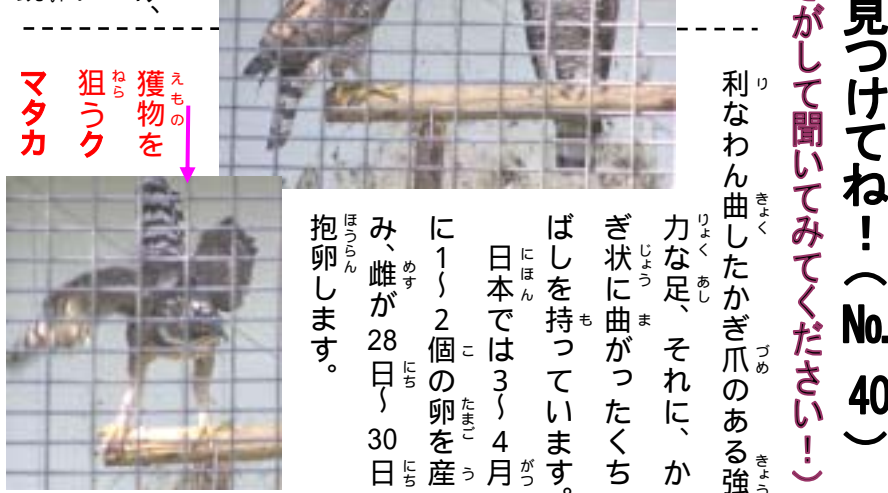 見つけてね!(No. 40)
がして聞いてみてください!)
利なわん曲したかぎ爪のある強
力な足、それに、か
ぎ状に曲がったくち
ばしを持っています。
日本では3~4月
に1~2個の卵を産
み、雌が28日~30日
抱卵します。
獲物を
狙うク
マタカ